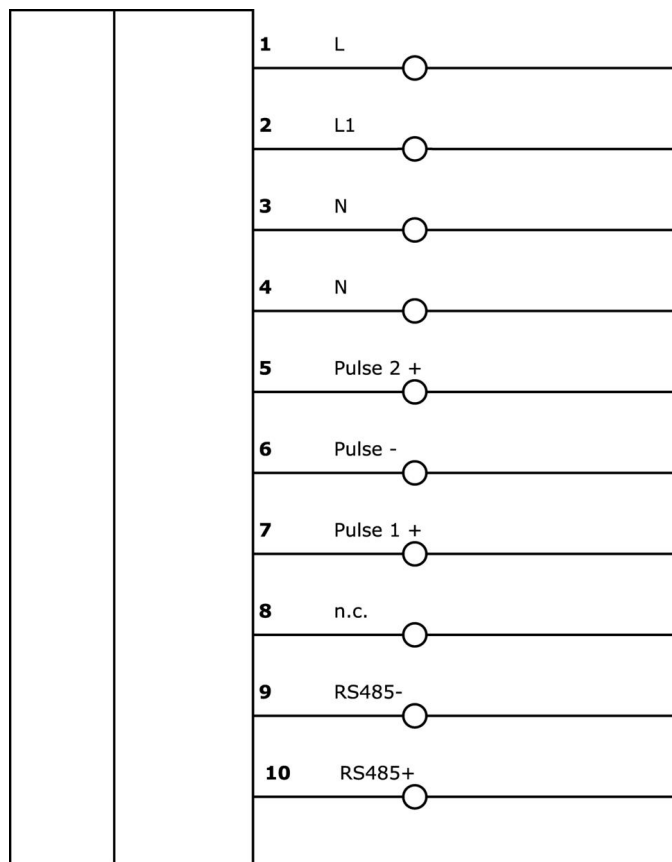 1 L
2 L1
3 N
4 N
5 Pulse 2 +
6 Pulse -
7 Pulse 1 +
8 n.c.
9 RS485-
10 RS485+